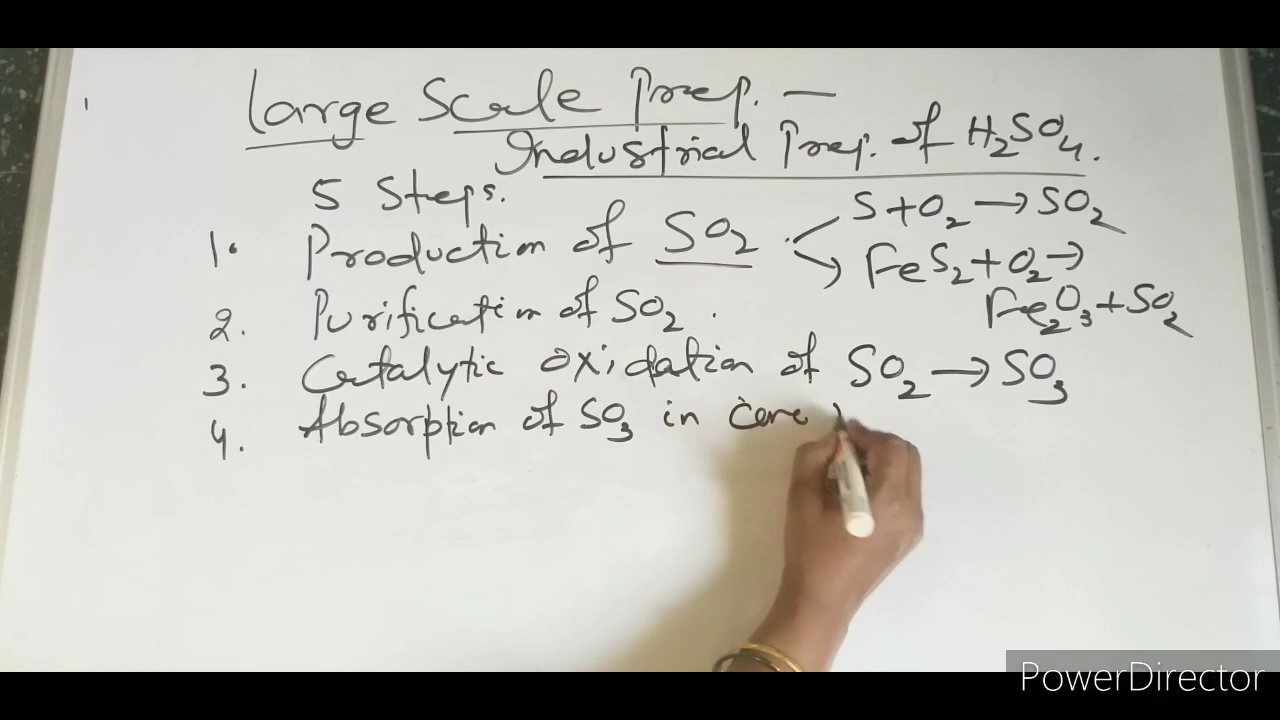 Large Scale Prep. —
Industrial Prep. of H₂SO₄.
5 Steps.
1. Production of SO₂ . S + O₂ → SO₂
FeS₂ + O₂ →
Fe₂O₃ + SO₂
2. Purification of SO₂ .
3. Catalytic oxidation of SO₂ → SO₃
4. Absorption of SO₃ in conc
PowerDirector